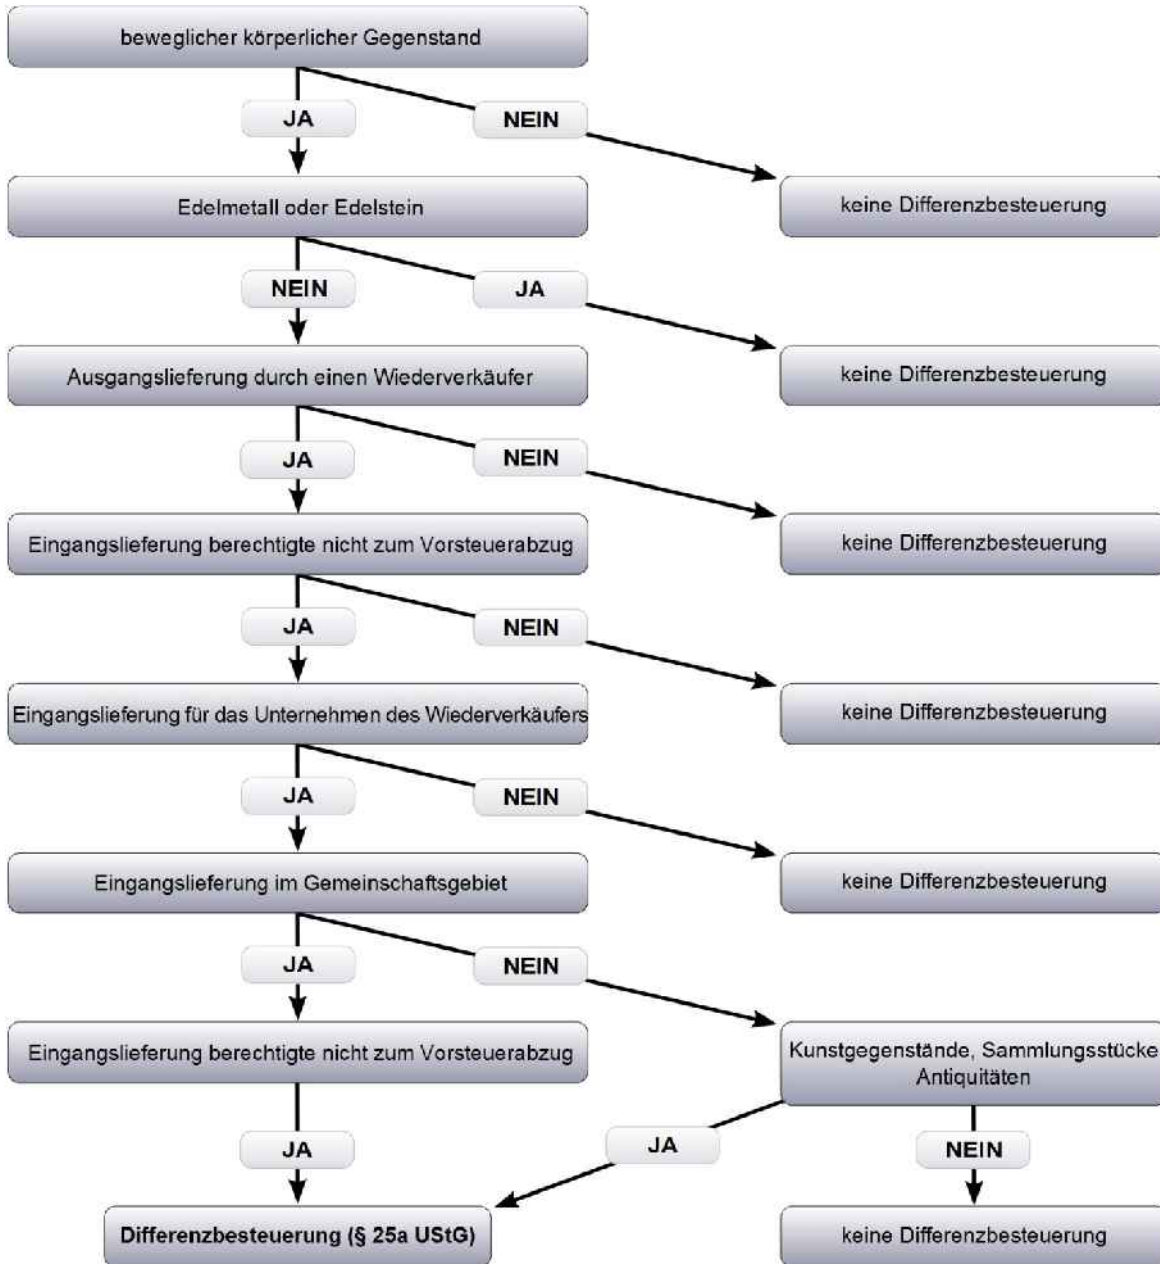 beweglicher körperlicher Gegenstand
JA
NEIN
Edelmetall oder Edelstein
keine Differenzbesteuerung
NEIN
JA
Ausgangslieferung durch einen Wiederverkäufer
keine Differenzbesteuerung
JA
NEIN
Eingangslieferung berechtigte nicht zum Vorsteuerabzug
keine Differenzbesteuerung
JA
NEIN
Eingangslieferung für das Unternehmen des Wiederverkäufers
keine Differenzbesteuerung
JA
NEIN
Eingangslieferung im Gemeinschaftsgebiet
keine Differenzbesteuerung
JA
NEIN
Eingangslieferung berechtigte nicht zum Vorsteuerabzug
Kunstgegenstände, Sammlungsstücke
Antiquitäten
JA
JA
NEIN
Differenzbesteuerung (§ 25a UStG)
keine Differenzbesteuerung